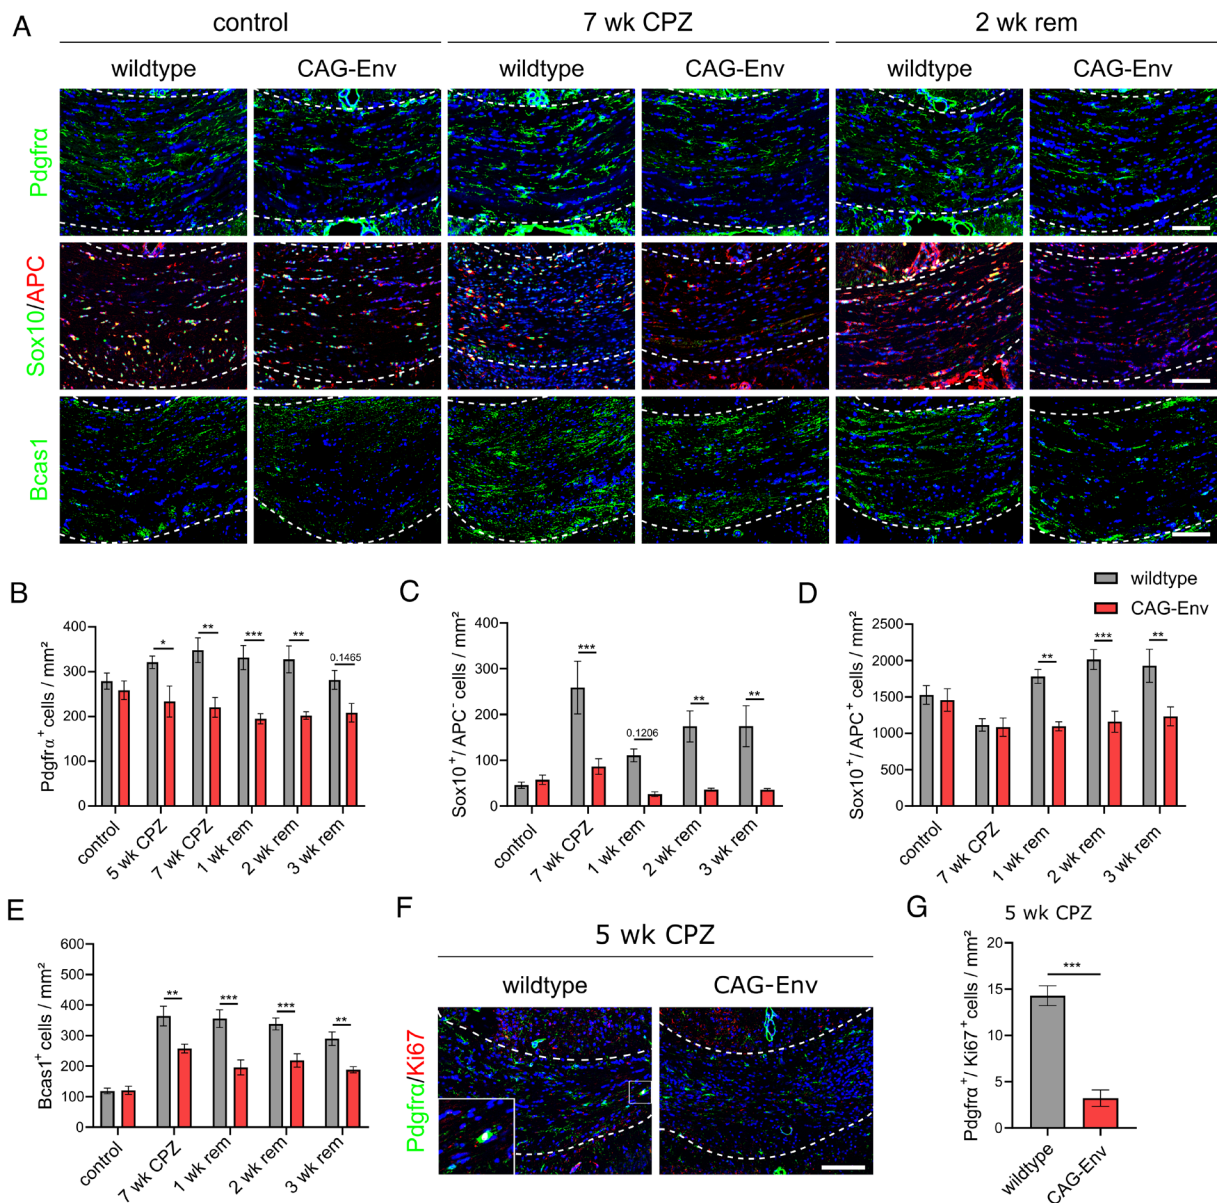 A
control
7 wk CPZ
2 wk rem
wildtype
CAG-Env
wildtype
CAG-Env
wildtype
CAG-Env
Pdgfrα
Sox10/APC
Bcas1
B
Pdgfrα⁺ cells / mm²
400
300
200
100
0
*
**
***
**
0.1465
control
5 wk CPZ
7 wk CPZ
1 wk rem
2 wk rem
3 wk rem
C
Sox10⁺/ APC⁻ cells / mm²
400
300
200
100
0
***
0.1206
**
**
control
7 wk CPZ
1 wk rem
2 wk rem
3 wk rem
wildtype
CAG-Env
D
Sox10⁺/ APC⁺ cells / mm²
2500
2000
1500
1000
500
0
**
***
**
control
7 wk CPZ
1 wk rem
2 wk rem
3 wk rem
E
Bcas1⁺ cells / mm²
600
500
400
300
200
100
0
**
***
***
**
control
7 wk CPZ
1 wk rem
2 wk rem
3 wk rem
F
5 wk CPZ
wildtype
CAG-Env
Pdgfrα/Ki67
G
5 wk CPZ
Pdgfrα⁺/ Ki67⁺ cells / mm²
20
15
10
5
0
***
wildtype
CAG-Env